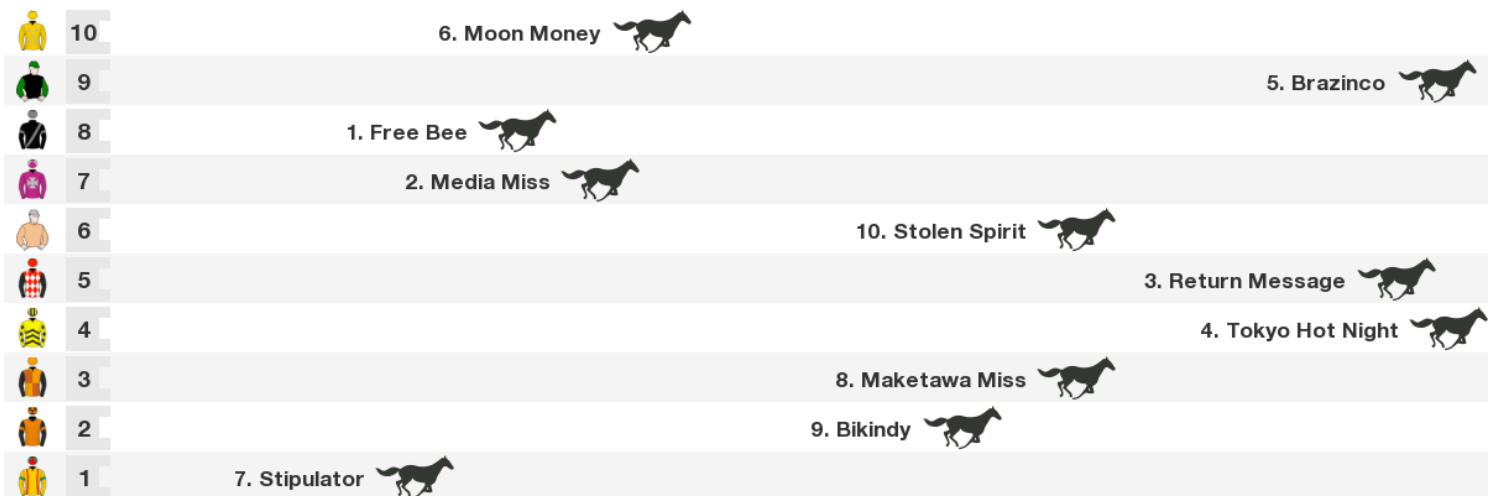 10 6. Moon Money
9 5. Brazinco
8 1. Free Bee
7 2. Media Miss
6 10. Stolen Spirit
5 3. Return Message
4 4. Tokyo Hot Night
3 8. Maketawa Miss
2 9. Bikindy
1 7. Stipulator